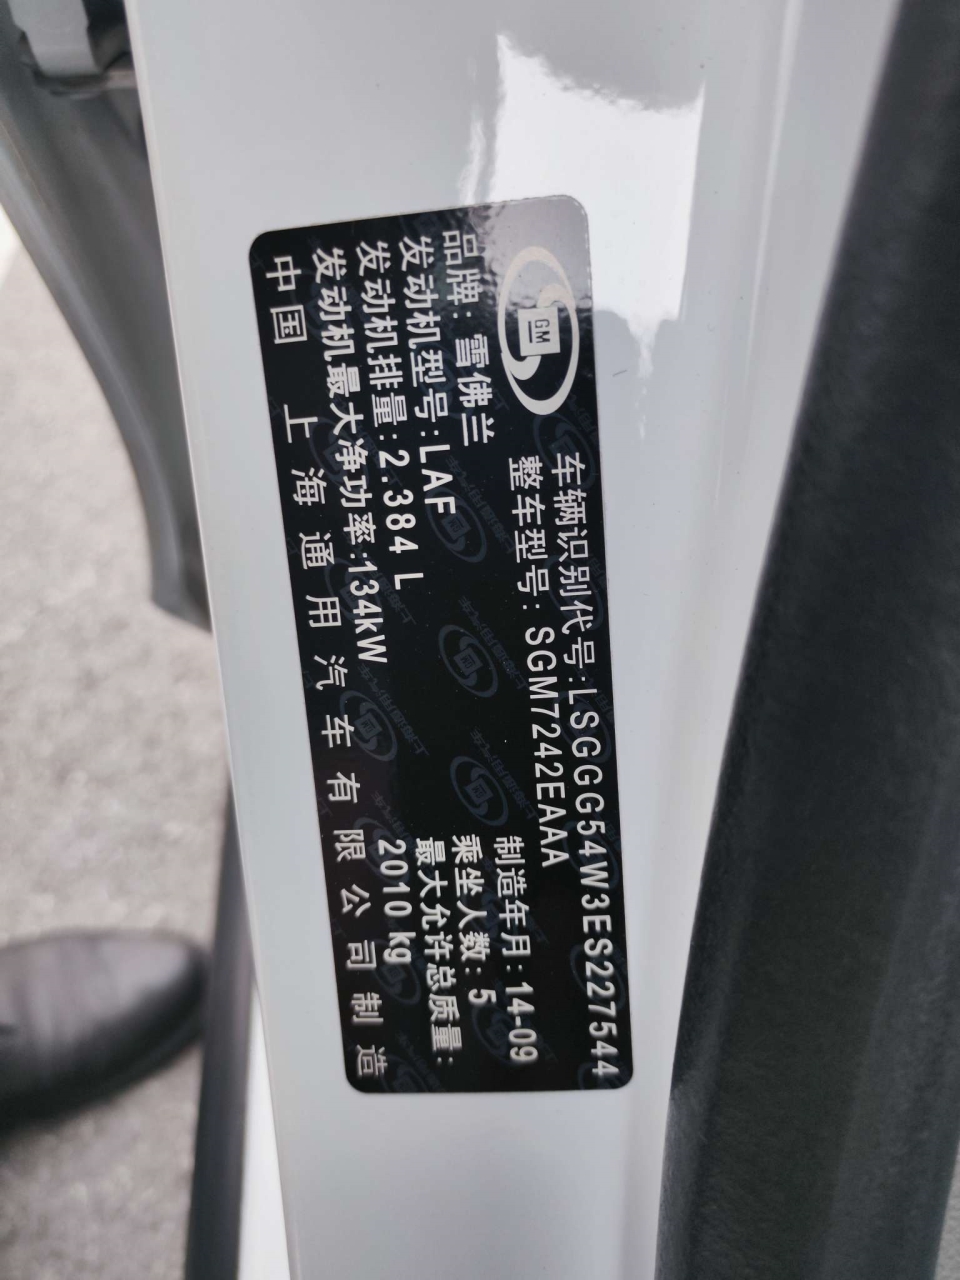 GM
车辆识别代号:LSGGG54W3ES227544
整车型号:SGM7242EAAA
品牌:雪佛兰
制造年月:14-09
发动机型号:LAF
乘坐人数:5
发动机排量:2.384 L
最大允许总质量:
发动机最大净功率:134kW
2010 kg
中国 上海通用汽车有限公司制造